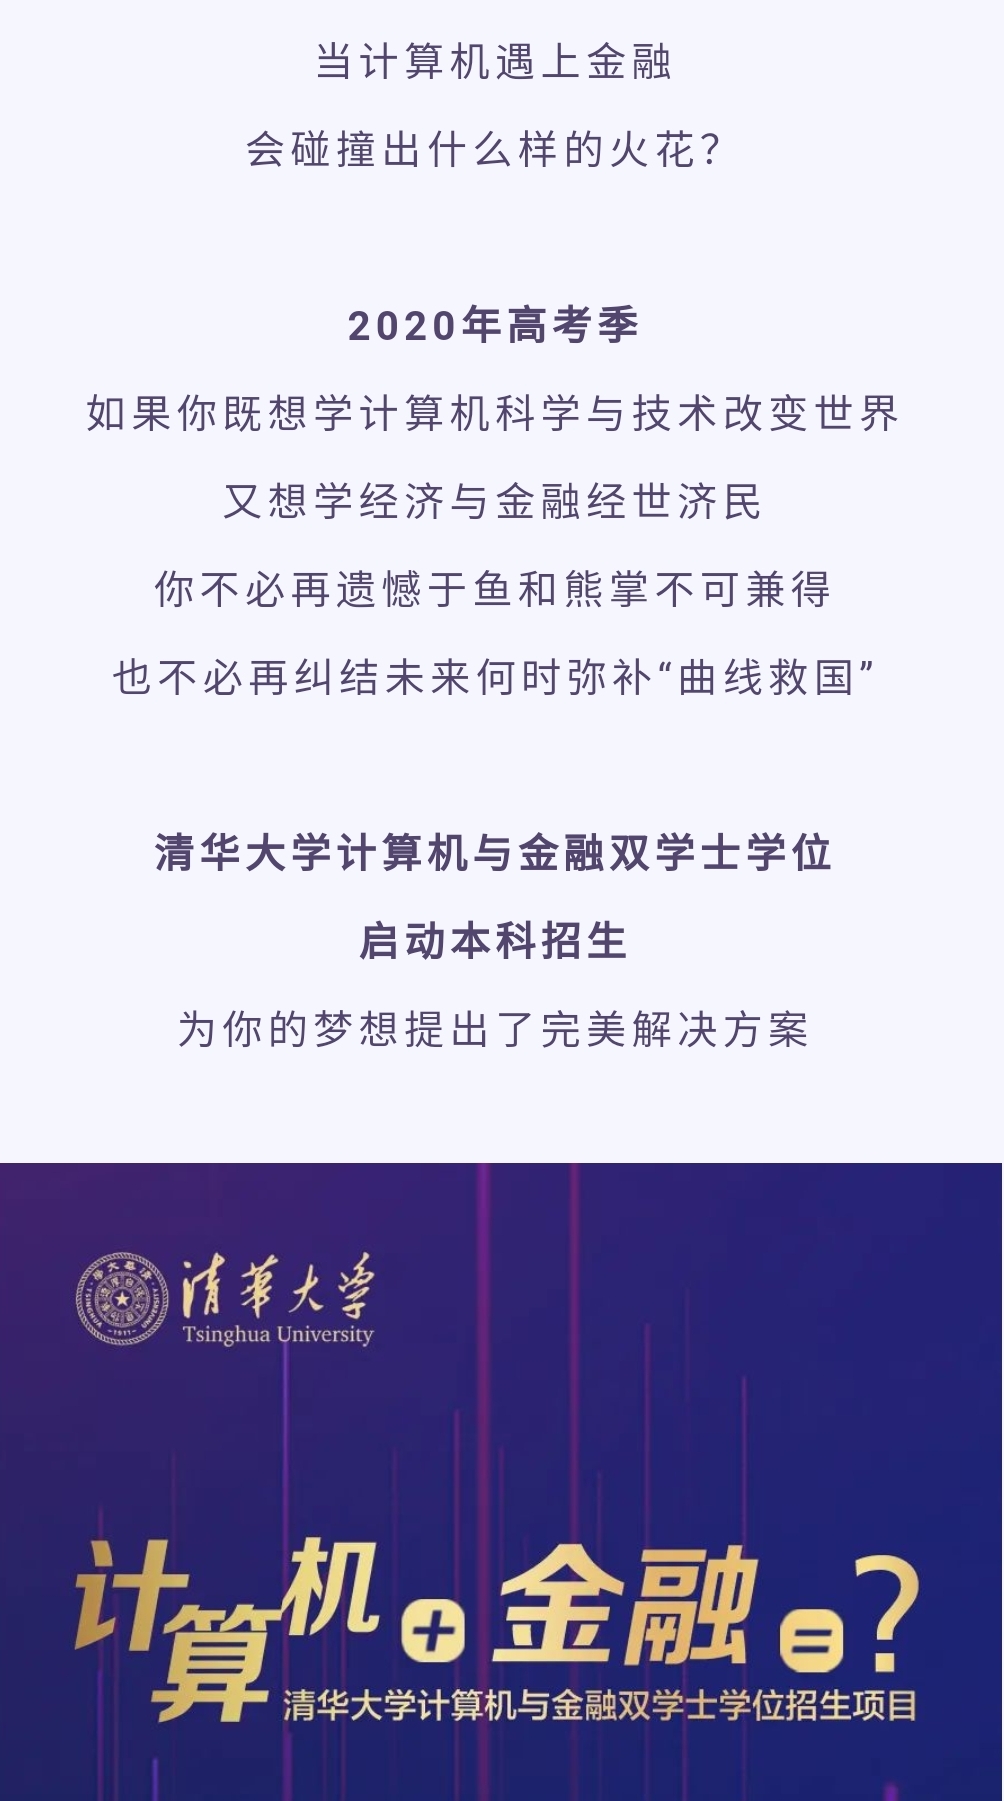 当计算机遇上金融
会碰撞出什么样的火花？
2020年高考季
如果你既想学计算机科学与技术改变世界
又想学经济与金融经世济民
你不必再遗憾于鱼和熊掌不可兼得
也不必再纠结未来何时弥补“曲线救国”
清华大学计算机与金融双学士学位
启动本科招生
为你的梦想提出了完美解决方案
清華大学
Tsinghua University
计算机+金融=?
清华大学计算机与金融双学士学位招生项目